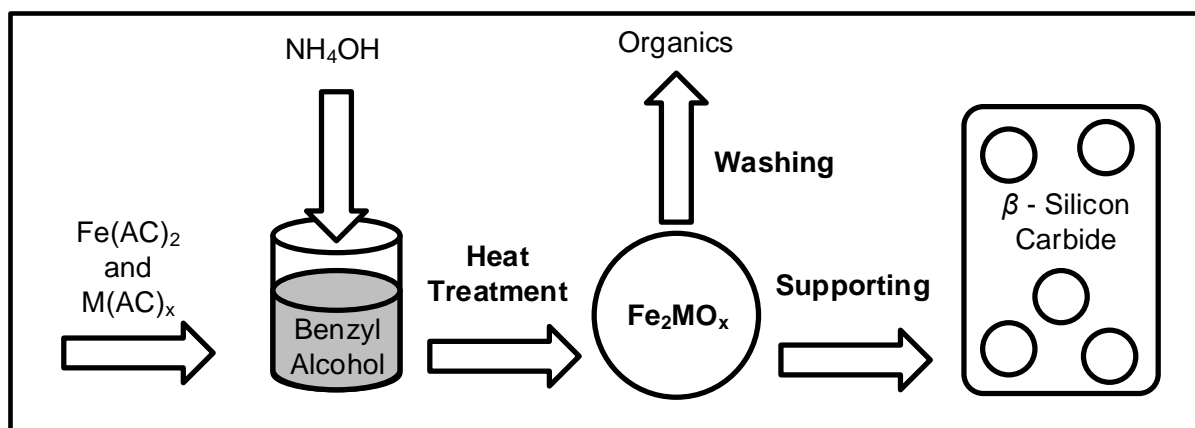 NH₄OH
Organics
Washing
Fe(AC)₂
and
M(AC)ₓ
Benzyl
Alcohol
Heat
Treatment
Fe₂MOₓ
Supporting
β - Silicon
Carbide